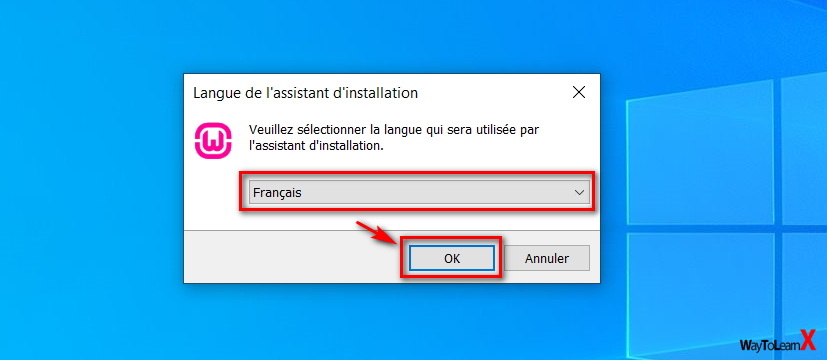 Langue de l'assistant d'installation
Veuillez sélectionner la langue qui sera utilisée par
l'assistant d'installation.
Français
OK Annuler
WayToLearnX